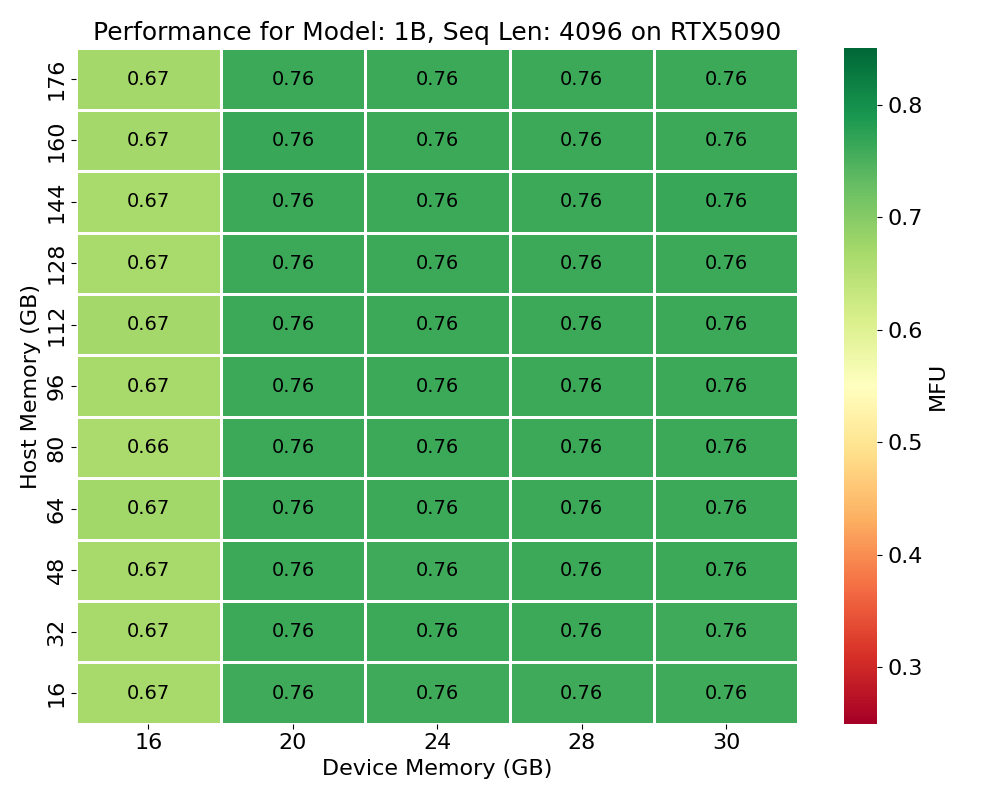 Performance for Model: 1B, Seq Len: 4096 on RTX5090
Host Memory (GB)
176 0.67 0.76 0.76 0.76 0.76
160 0.67 0.76 0.76 0.76 0.76
144 0.67 0.76 0.76 0.76 0.76
128 0.67 0.76 0.76 0.76 0.76
112 0.67 0.76 0.76 0.76 0.76
96 0.67 0.76 0.76 0.76 0.76
80 0.66 0.76 0.76 0.76 0.76
64 0.67 0.76 0.76 0.76 0.76
48 0.67 0.76 0.76 0.76 0.76
32 0.67 0.76 0.76 0.76 0.76
16 0.67 0.76 0.76 0.76 0.76
16 20 24 28 30
Device Memory (GB)
0.8
0.7
0.6
0.5
0.4
0.3
MFU